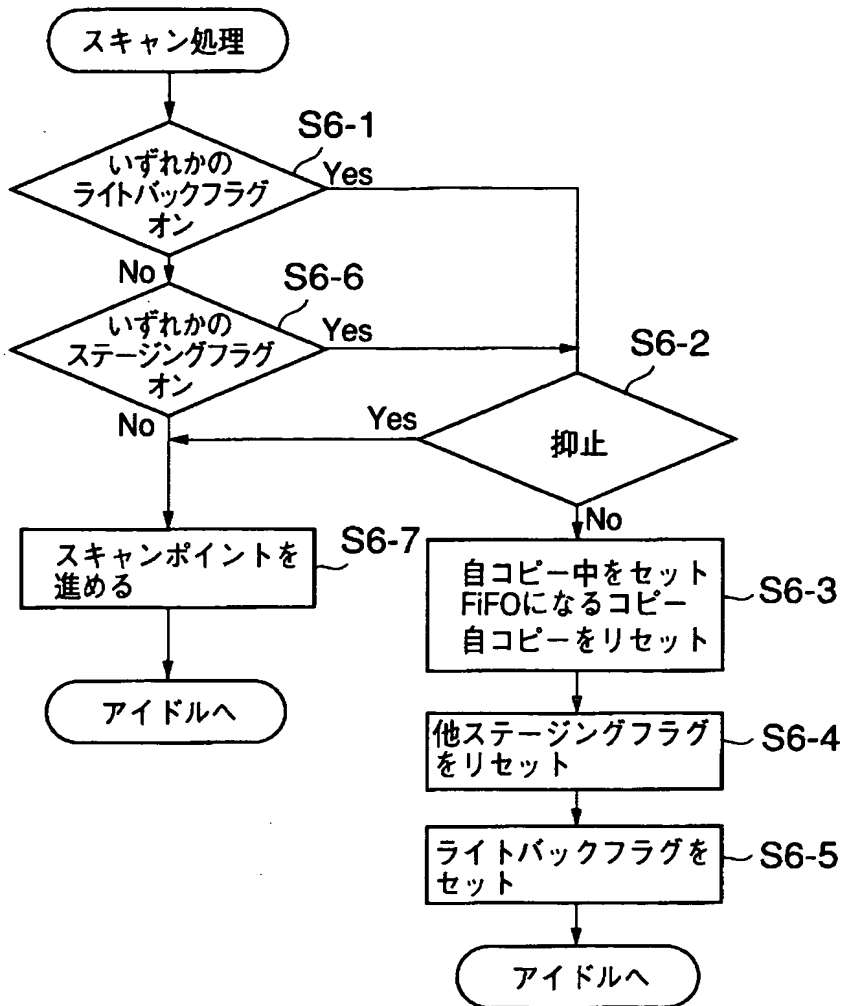 スキャン処理
S6-1
いずれかの
ライトバックフラグ
オン
Yes
No
S6-6
いずれかの
ステージングフラグ
オン
Yes
No
S6-2
抑止
Yes
No
スキャンポイントを
進める
S6-7
アイドルへ
自コピー中をセット
FiFOになるコピー
自コピーをリセット
S6-3
他ステージングフラグ
をリセット
S6-4
ライトバックフラグを
セット
S6-5
アイドルへ